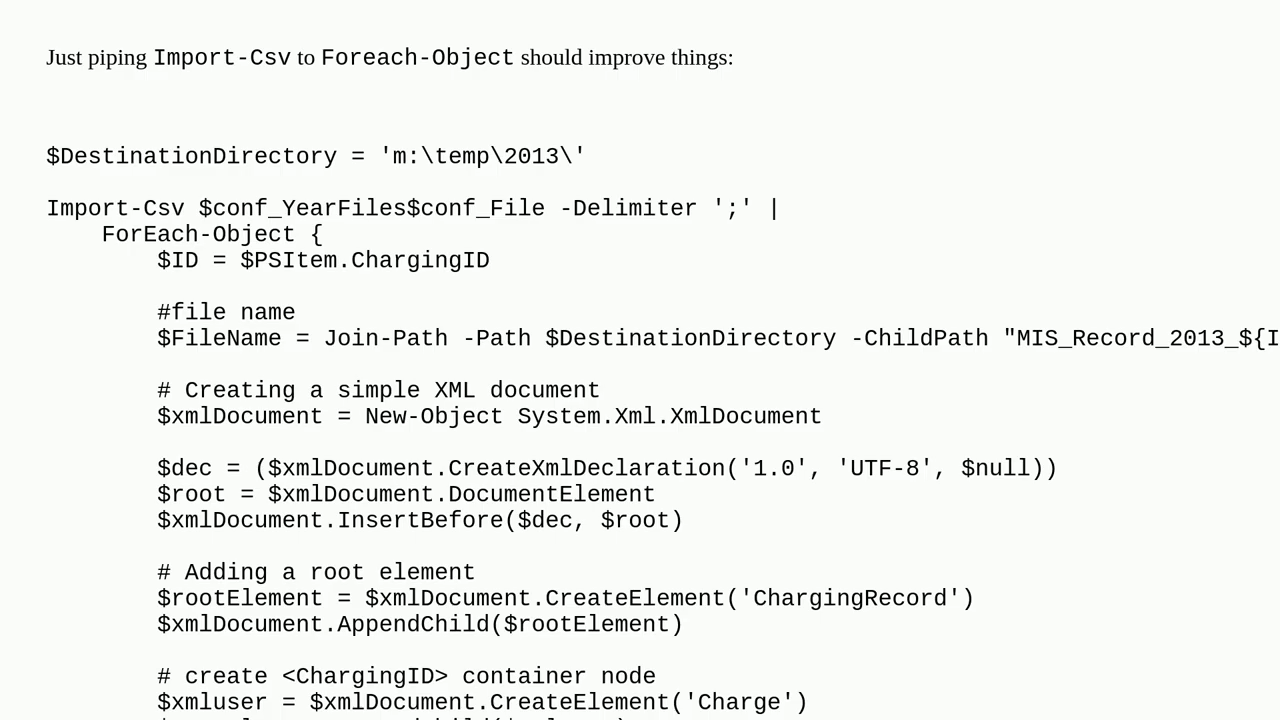 Just piping Import-Csv to Foreach-Object should improve things:
$DestinationDirectory = 'm:\temp\2013\'
Import-Csv $conf_YearFiles$conf_File -Delimiter ';' |
    ForEach-Object {
        $ID = $PSItem.ChargingID
        #file name
        $FileName = Join-Path -Path $DestinationDirectory -ChildPath "MIS_Record_2013_${I
        # Creating a simple XML document
        $xmlDocument = New-Object System.Xml.XmlDocument
        $dec = ($xmlDocument.CreateXmlDeclaration('1.0', 'UTF-8', $null))
        $root = $xmlDocument.DocumentElement
        $xmlDocument.InsertBefore($dec, $root)
        # Adding a root element
        $rootElement = $xmlDocument.CreateElement('ChargingRecord')
        $xmlDocument.AppendChild($rootElement)
        # create <ChargingID> container node
        $xmluser = $xmlDocument.CreateElement('Charge')